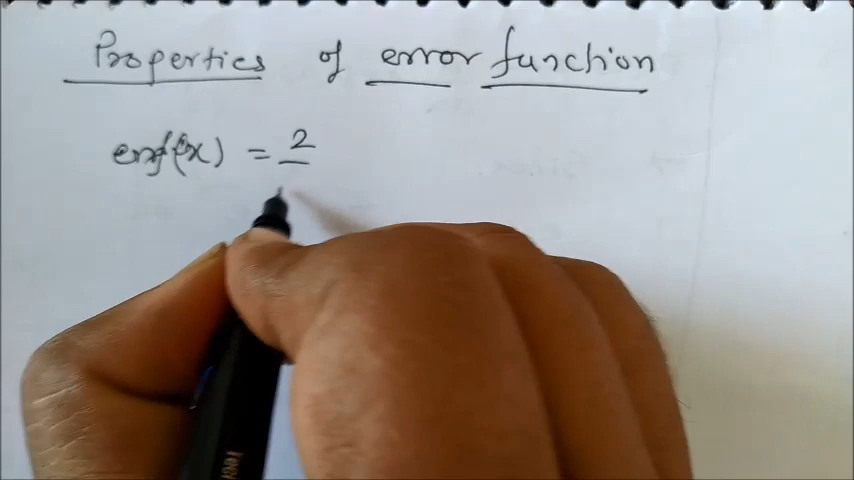 Properties of error function
erf(x) = 2